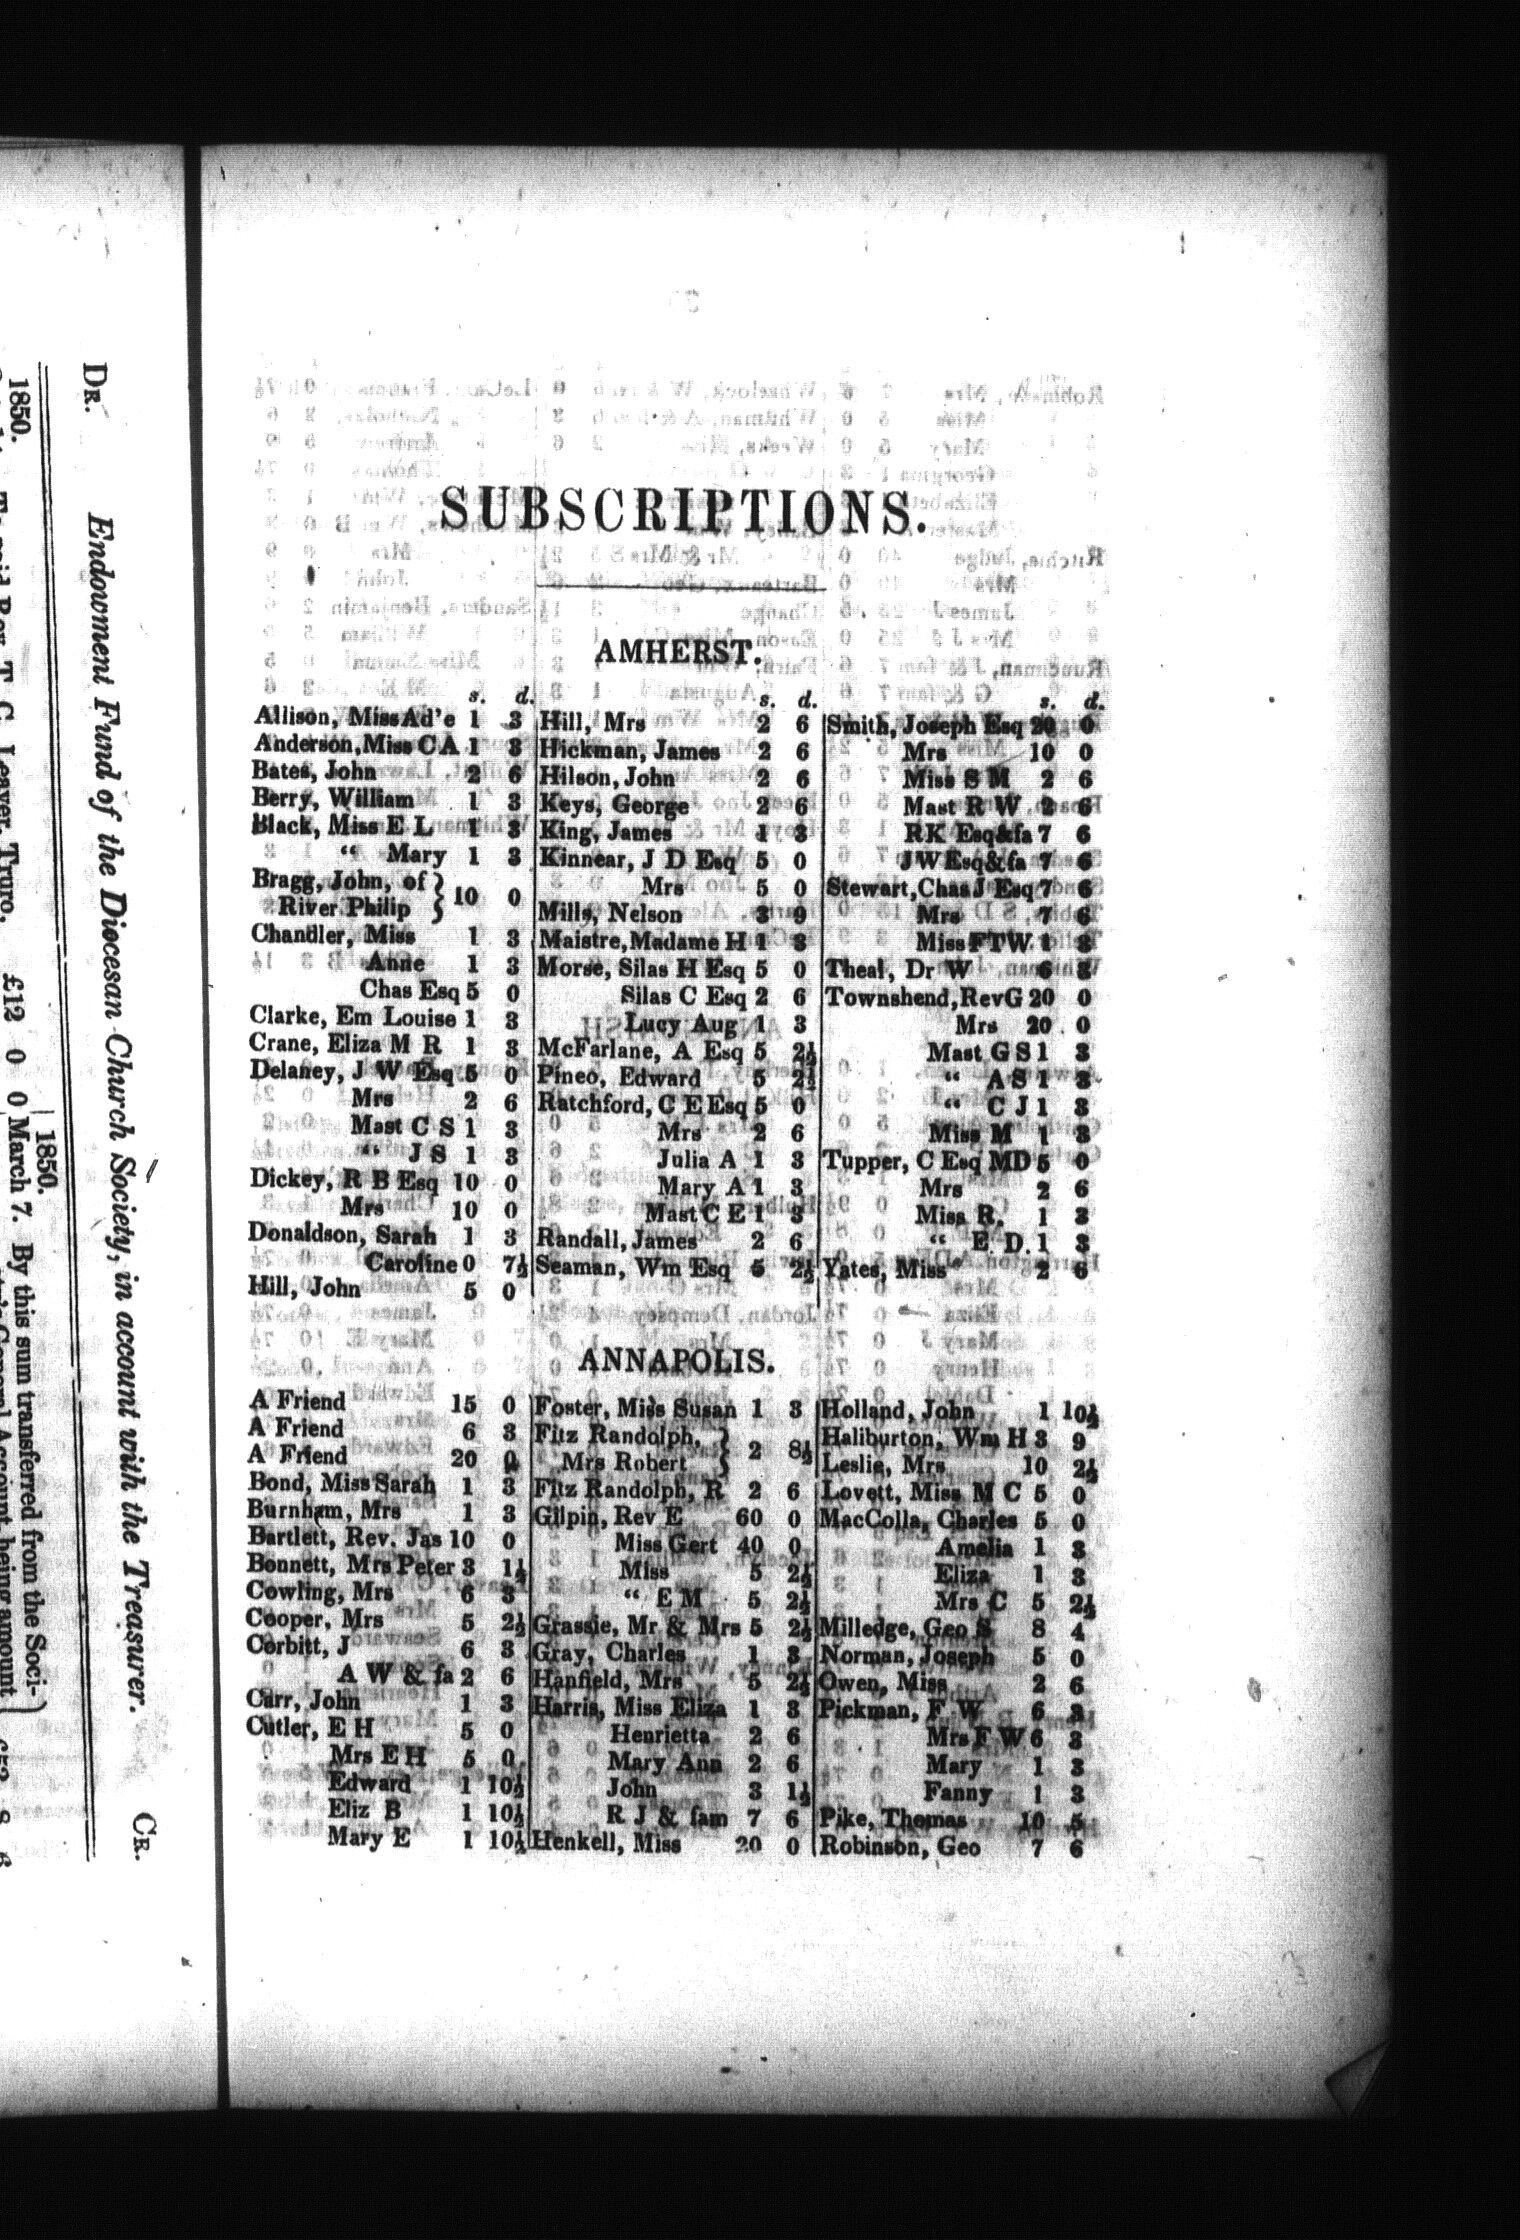 DR. Endowment Fund of the Diocesan Church Society, in account with the Treasurer. CR.
1850.
1850.
Leaver, Truro, £12 0 0
March 7. By this sum transferred from the Soci-
SUBSCRIPTIONS.
AMHERST.
s. d.
Allison, Miss Ad'e 1 3
Anderson, Miss C A 1 3
Bates, John 2 6
Berry, William 1 3
Black, Miss E L 1 3
" Mary 1 3
Bragg, John, of
River Philip } 10 0
Chandler, Miss 1 3
Anne 1 3
Chas Esq 5 0
Clarke, Em Louise 1 3
Crane, Eliza M R 1 3
Delaney, J W Esq 5 0
Mrs 2 6
Mast C S 1 3
" J S 1 3
Dickey, R B Esq 10 0
Mrs 10 0
Donaldson, Sarah 1 3
Caroline 0 7½
Hill, John 5 0
s. d.
Hill, Mrs 2 6
Hickman, James 2 6
Hilson, John 2 6
Keys, George 2 6
King, James 1 3
Kinnear, J D Esq 5 0
Mrs 5 0
Mills, Nelson 3 9
Maistre, Madame H 1 3
Morse, Silas H Esq 5 0
Silas C Esq 2 6
Lucy Aug 1 3
McFarlane, A Esq 5 2½
Pineo, Edward 5 2½
Ratchford, C E Esq 5 0
Mrs 2 6
Julia A 1 3
Mary A 1 3
Mast C E 1 3
Randall, James 2 6
Seaman, Wm Esq 5 2½
s. d.
Smith, Joseph Esq 20 0
Mrs 10 0
Miss S M 2 6
Mast R W 2 6
R K Esq & fa 7 6
J W Esq & fa 7 6
Stewart, Chas J Esq 7 6
Mrs 7 6
Miss F T W 1 3
Theal, Dr W 6 3
Townshend, Rev G 20 0
Mrs 20 0
Mast G S 1 3
" A S 1 3
" C J 1 3
Miss M 1 3
Tupper, C Esq MD 5 0
Mrs 2 6
Miss R. 1 3
" E. D. 1 3
Yates, Miss 2 6
ANNAPOLIS.
A Friend 15 0
A Friend 6 3
A Friend 20 0
Bond, Miss Sarah 1 3
Burnham, Mrs 1 3
Bartlett, Rev. Jas 10 0
Bonnett, Mrs Peter 3 1½
Cowling, Mrs 6 3
Cooper, Mrs 5 2½
Corbitt, J 6 3
A W & fa 2 6
Carr, John 1 3
Cutler, E H 5 0
Mrs E H 5 0
Edward 1 10½
Eliz B 1 10½
Mary E 1 10½
Foster, Miss Susan 1 3
Fitz Randolph,
Mrs Robert } 2 8½
Fitz Randolph, R 2 6
Gilpin, Rev E 60 0
Miss Gert 40 0
Miss 5 2½
" E M 5 2½
Grassie, Mr & Mrs 5 2½
Gray, Charles 1 3
Hanfield, Mrs 5 2½
Harris, Miss Eliza 1 3
Henrietta 2 6
Mary Ann 2 6
John 3 1½
R J & fam 7 6
Henkell, Miss 20 0
Holland, John 1 10½
Haliburton, Wm H 3 9
Leslie, Mrs 10 2½
Lovett, Miss M C 5 0
MacColla, Charles 5 0
Amelia 1 3
Eliza 1 3
Mrs C 5 2½
Milledge, Geo S 8 4
Norman, Joseph 5 0
Owen, Miss 2 6
Pickman, F W 6 3
Mrs F W 6 3
Mary 1 3
Fanny 1 3
Pike, Thomas 10 5
Robinson, Geo 7 6